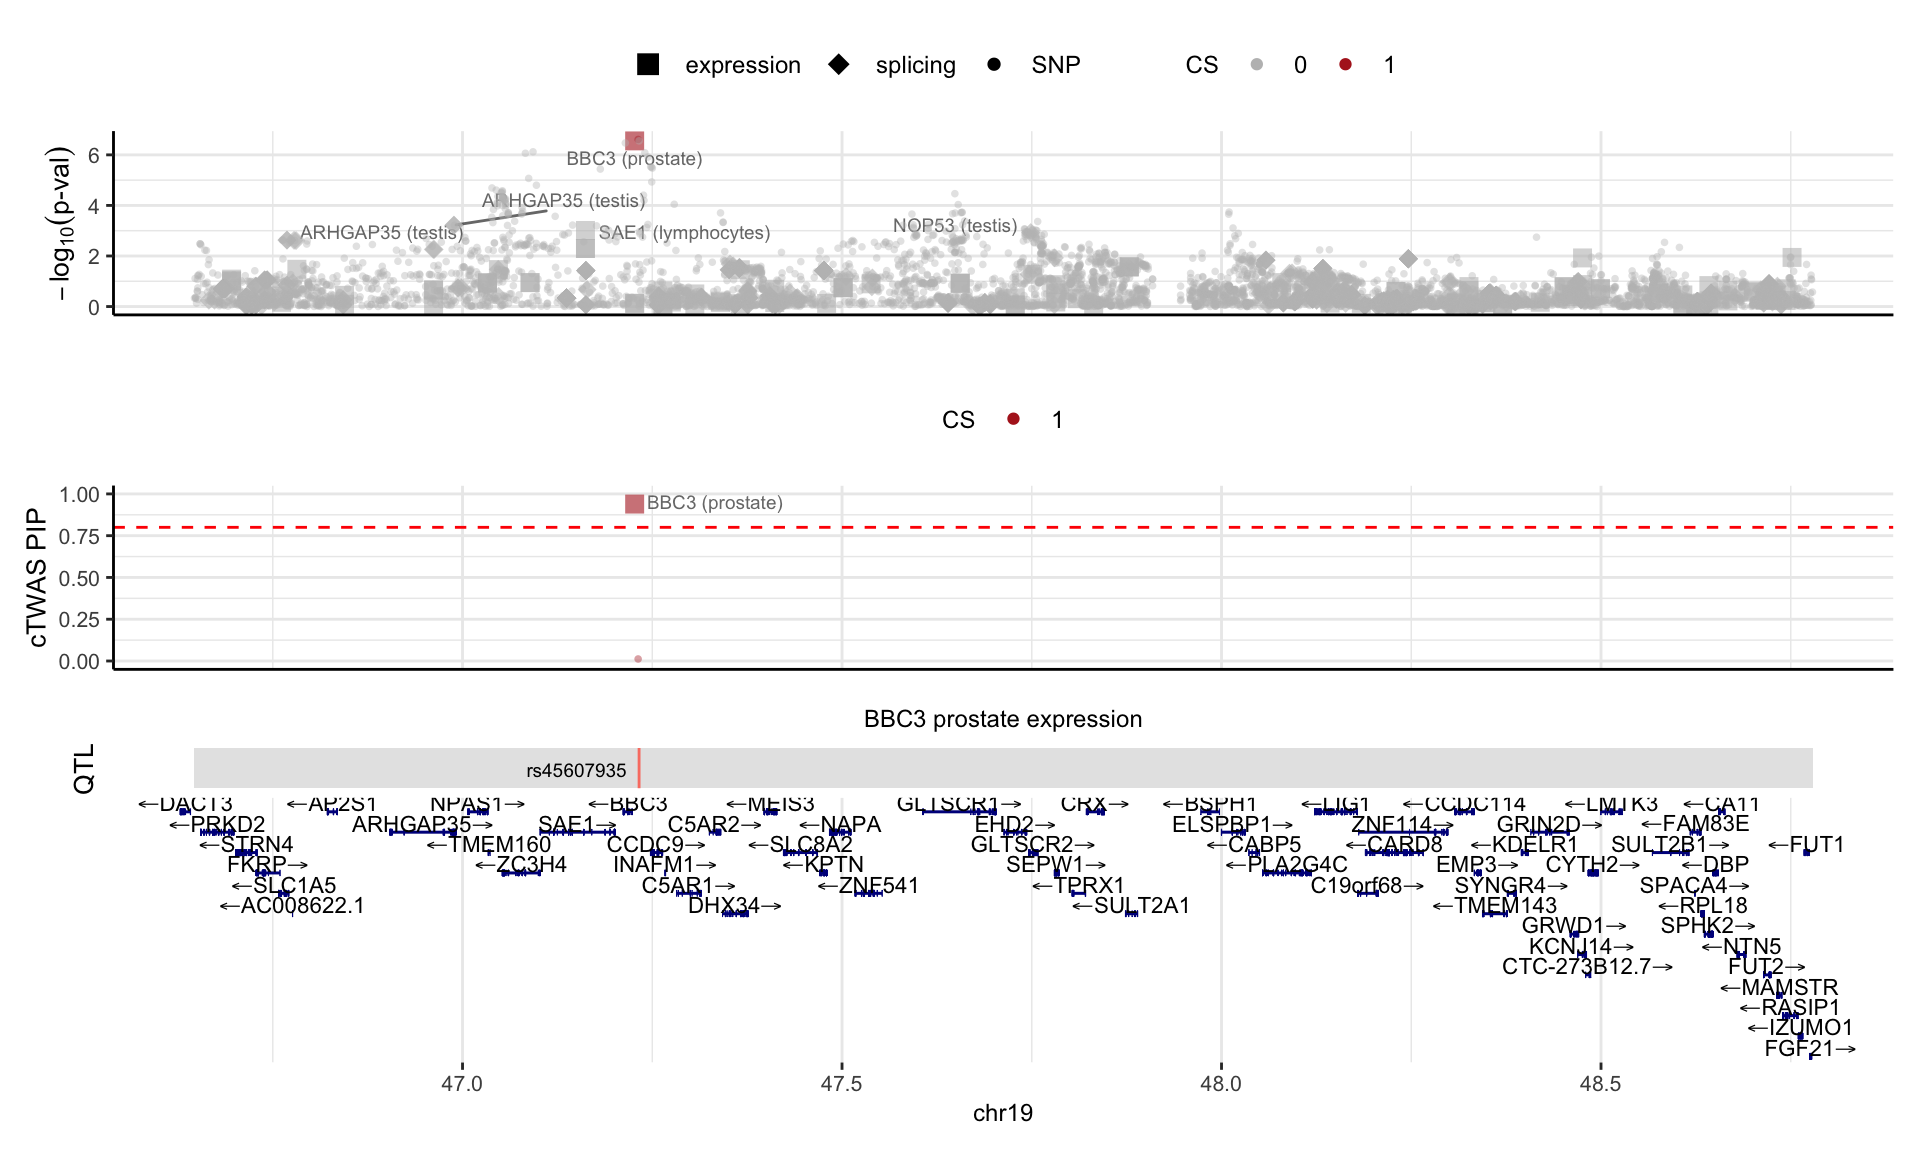 expression splicing SNP CS 0 1
−log10(p-val)
6
4
2
0
BBC3 (prostate)
ARHGAP35 (testis)
ARHGAP35 (testis)
SAE1 (lymphocytes)
NOP53 (testis)
CS 1
cTWAS PIP
1.00
0.75
0.50
0.25
0.00
BBC3 (prostate)
BBC3 prostate expression
QTL
rs45607935
←DACT3 ←AP2S1 NPAS1→ ←BBC3 ←MEIS3 GLTSCR1→ CRX→ ←BSPH1 ←LIG1 ←CCDC114 ←LMTK3 ←CA11
←PRKD2 ARHGAP35→ SAE1→ C5AR2→ ←NAPA EHD2→ ELSPBP1→ ZNF114→ GRIN2D→ ←FAM83E
←STRN4 ←TMEM160 CCDC9→ ←SLC8A2 GLTSCR2→ ←CABP5 ←CARD8 ←KDELR1 SULT2B1→ ←FUT1
FKRP→ ←ZC3H4 INAFM1→ ←KPTN SEPW1→ ←PLA2G4C EMP3→ CYTH2→ ←DBP
←SLC1A5 C5AR1→ ←ZNF541 ←TPRX1 C19orf68→ SYNGR4→ SPACA4→
←AC008622.1 DHX34→ ←SULT2A1 ←TMEM143 ←RPL18
GRWD1→ SPHK2→
KCNJ14→ ←NTN5
CTC-273B12.7→ FUT2→
←MAMSTR
←RASIP1
←IZUMO1
FGF21→
47.0 47.5 48.0 48.5
chr19